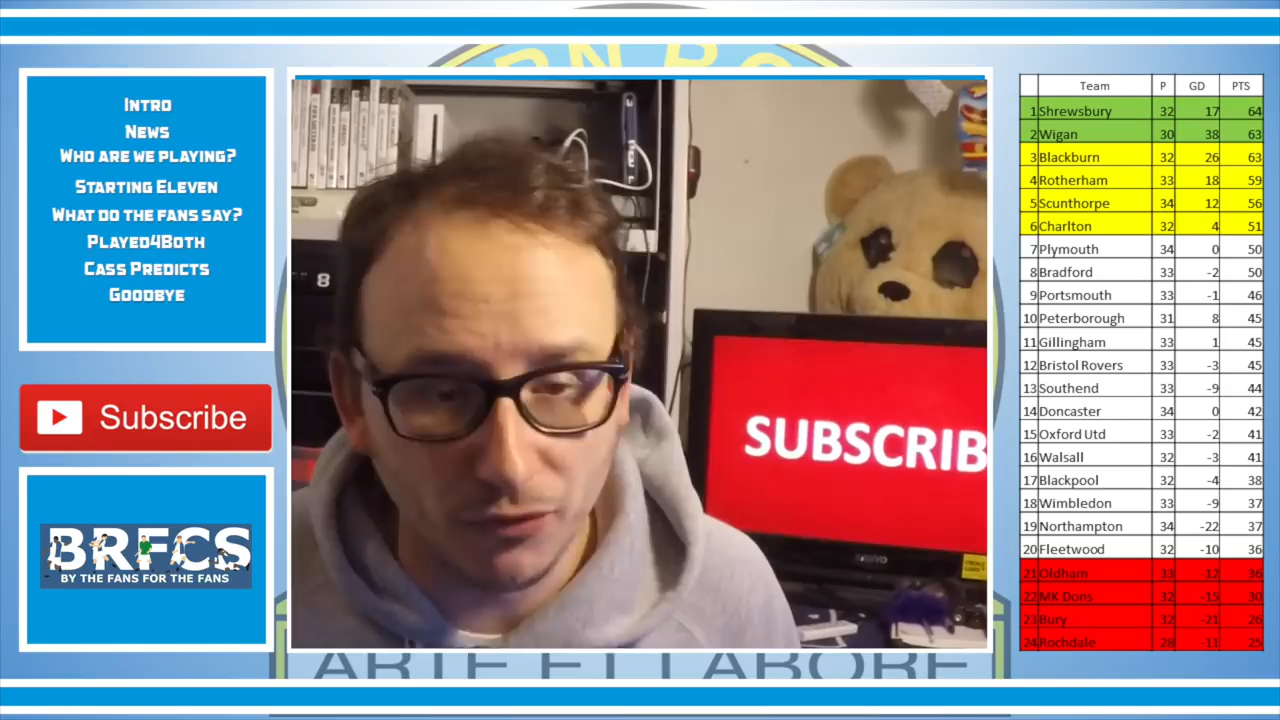 RN RO
INTRO
NEWS
WHO ARE WE PLAYING?
STARTING ELEVEN
WHAT DO THE FANS SAY?
PLAYED4BOTH
CASS PREDICTS
GOODBYE
Subscribe
BRFCS
BY THE FANS FOR THE FANS
8
SUBSCRIB
ARTE ET LABORE
Team P GD PTS
1 Shrewsbury 32 17 64
2 Wigan 30 38 63
3 Blackburn 32 26 63
4 Rotherham 33 18 59
5 Scunthorpe 34 12 56
6 Charlton 32 4 51
7 Plymouth 34 0 50
8 Bradford 33 -2 50
9 Portsmouth 33 -1 46
10 Peterborough 31 8 45
11 Gillingham 33 1 45
12 Bristol Rovers 33 -3 45
13 Southend 33 -9 44
14 Doncaster 34 0 42
15 Oxford Utd 33 -2 41
16 Walsall 32 -3 41
17 Blackpool 32 -4 38
18 Wimbledon 33 -9 37
19 Northampton 34 -22 37
20 Fleetwood 32 -10 36
21 Oldham 33 -12 36
22 MK Dons 32 -15 30
23 Bury 32 -21 26
24 Rochdale 28 -11 25